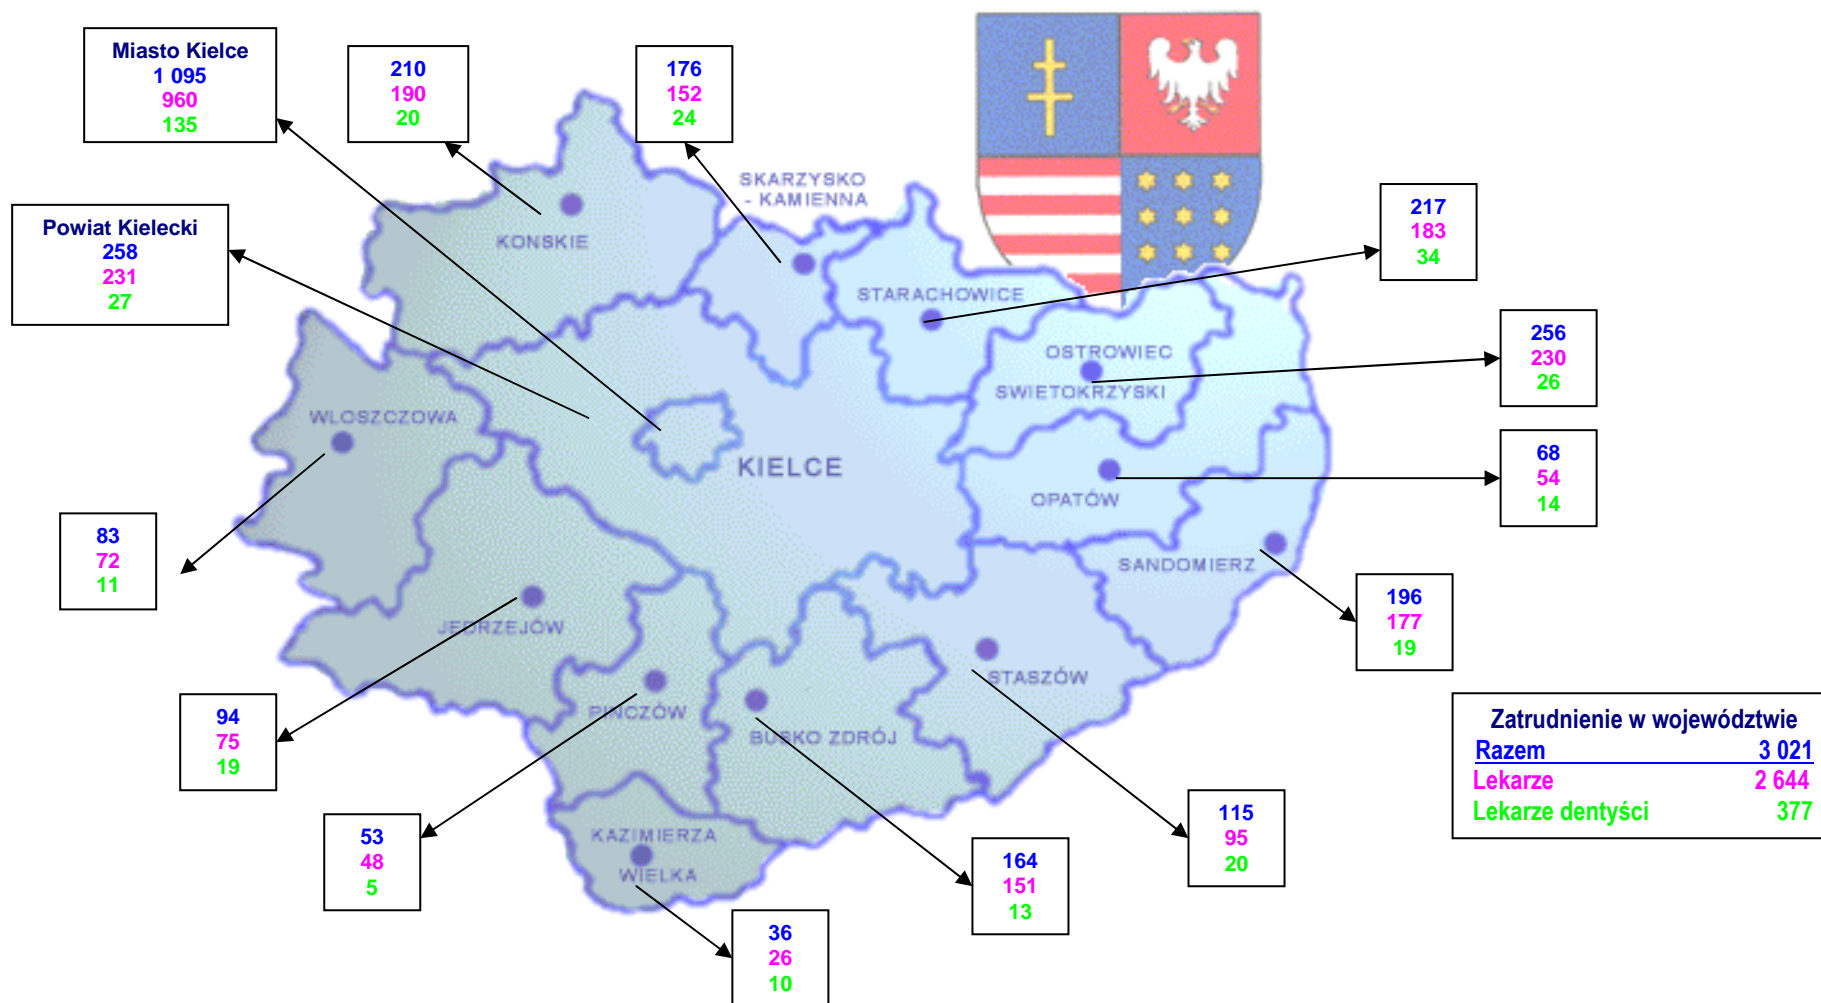 Miasto Kielce
1 095
960
135
210
190
20
176
152
24
SKARZYSKO
- KAMIENNA
217
183
34
Powiat Kielecki
258
231
27
KONSKIE
STARACHOWICE
256
230
26
OSTROWIEC
SWIETOKRZYSKI
WLOSZCZOWA
KIELCE
68
54
14
OPATÓW
83
72
11
SANDOMIERZ
196
177
19
JEDRZEJÓW
STASZÓW
94
75
19
PINCZÓW
BUSKO ZDRÓJ
Zatrudnienie w województwie
Razem 3 021
Lekarze 2 644
Lekarze dentyści 377
115
95
20
53
48
5
KAZIMIERZA
WIELKA
164
151
13
36
26
10